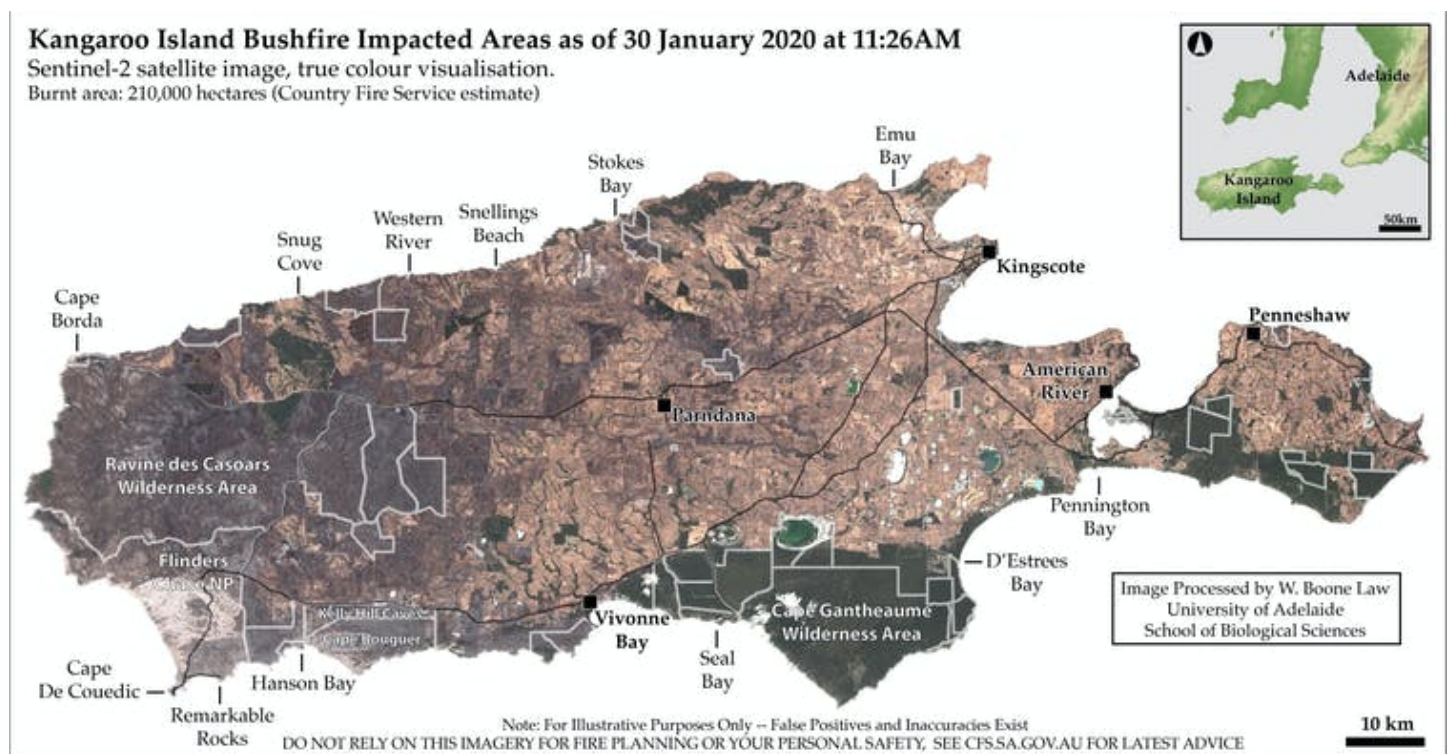 Kangaroo Island Bushfire Impacted Areas as of 30 January 2020 at 11:26AM
Sentinel-2 satellite image, true colour visualisation.
Burnt area: 210,000 hectares (Country Fire Service estimate)
Adelaide
Kangaroo
Island
50km
Emu
Bay
Stokes
Bay
Snellings
Beach
Western
River
Snug
Cove
Cape
Borda
Kingscote
Penneshaw
American
River
Parndana
Ravine des Casoars
Wilderness Area
Pennington
Bay
D'Estrees
Bay
Flinders
Chase NP
Kelly Hill Caves
Cape Bouguer
Vivonne
Bay
Cape Gantheaume
Wilderness Area
Seal
Bay
Hanson Bay
Cape
De Couedic
Remarkable
Rocks
Image Processed by W. Boone Law
University of Adelaide
School of Biological Sciences
10 km
Note: For Illustrative Purposes Only -- False Positives and Inaccuracies Exist
DO NOT RELY ON THIS IMAGERY FOR FIRE PLANNING OR YOUR PERSONAL SAFETY, SEE CFS.SA.GOV.AU FOR LATEST ADVICE